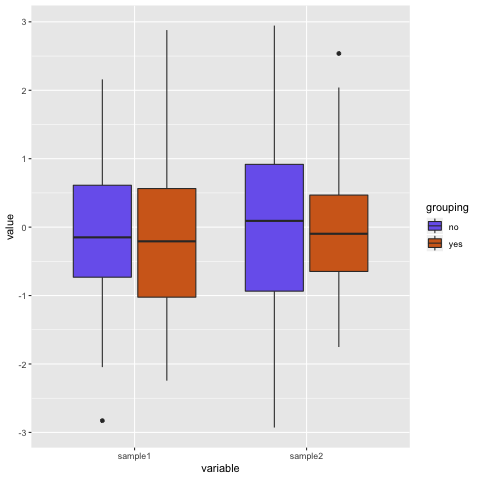 3
2
1
0
-1
-2
-3
value
sample1
sample2
variable
grouping
no
yes